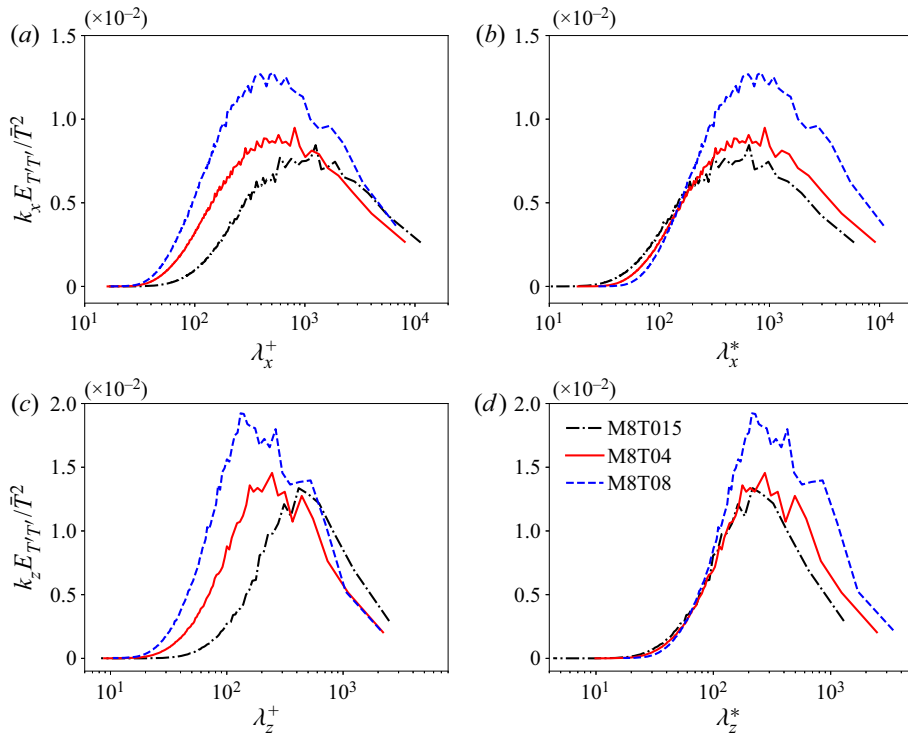 (×10⁻²)
(×10⁻²)
(a)
(b)
1.5
1.0
0.5
0
1.5
1.0
0.5
0
k_x E_{T′T′}/T̄²
10¹
10²
10³
10⁴
10¹
10²
10³
10⁴
λ_x⁺
λ_x*
(×10⁻²)
(×10⁻²)
(c)
(d)
2.0
1.5
1.0
0.5
0
2.0
1.5
1.0
0.5
0
M8T015
M8T04
M8T08
k_z E_{T′T′}/T̄²
10¹
10²
10³
10¹
10²
10³
λ_z⁺
λ_z*